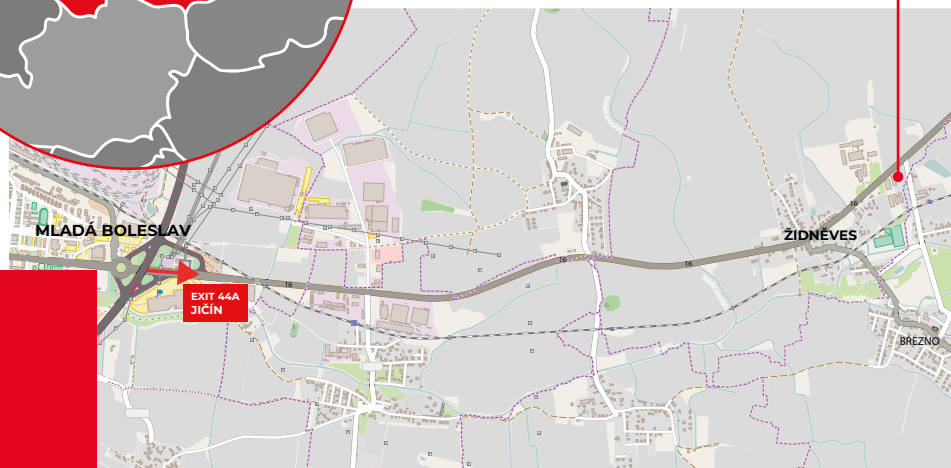 MLADÁ BOLESLAV
EXIT 44A
JIČÍN
16
16
16
16
ŽIDNĚVES
BŘEZNO